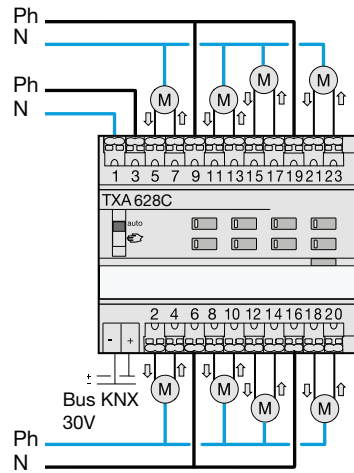 Ph
N
Ph
N
M M M M
1 3 5 7 9 11 13 15 17 19 21 23
TXA 628C
auto
2 4 6 8 10 12 14 16 18 20
- +
Bus KNX
30V
M M M M
Ph
N